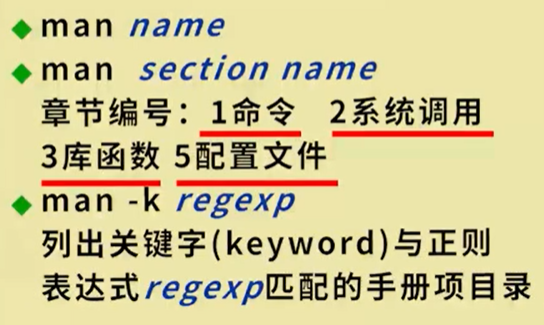 man name
man section name
章节编号：1命令 2系统调用
3库函数 5配置文件
man -k regexp
列出关键字(keyword)与正则
表达式regexp匹配的手册项目录